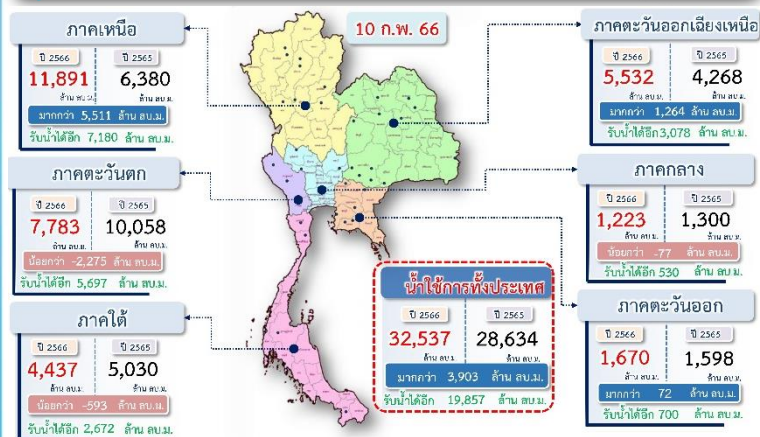 ภาคเหนือ
ปี 2566 ปี 2565
11,891 6,380
ล้าน ลบ.ม. ล้าน ลบ.ม.
มากกว่า 5,511 ล้าน ลบ.ม.
รับน้ำได้อีก 7,180 ล้าน ลบ.ม.
10 ก.พ. 66
ภาคตะวันออกเฉียงเหนือ
ปี 2566 ปี 2565
5,532 4,268
ล้าน ลบ.ม. ล้าน ลบ.ม.
มากกว่า 1,264 ล้าน ลบ.ม.
รับน้ำได้อีก3,078 ล้าน ลบ.ม.
ภาคตะวันตก
ปี 2566 ปี 2565
7,783 10,058
ล้าน ลบ.ม. ล้าน ลบ.ม.
น้อยกว่า -2,275 ล้าน ลบ.ม.
รับน้ำได้อีก 5,697 ล้าน ลบ.ม.
ภาคกลาง
ปี 2566 ปี 2565
1,223 1,300
ล้าน ลบ.ม. ล้าน ลบ.ม.
น้อยกว่า -77 ล้าน ลบ.ม.
รับน้ำได้อีก 530 ล้าน ลบ.ม.
ภาคใต้
ปี 2566 ปี 2565
4,437 5,030
ล้าน ลบ.ม. ล้าน ลบ.ม.
น้อยกว่า -593 ล้าน ลบ.ม.
รับน้ำได้อีก 2,672 ล้าน ลบ.ม.
น้ำใช้การทั้งประเทศ
ปี 2566 ปี 2565
32,537 28,634
ล้าน ลบ.ม. ล้าน ลบ.ม.
มากกว่า 3,903 ล้าน ลบ.ม.
รับน้ำได้อีก 19,857 ล้าน ลบ.ม.
ภาคตะวันออก
ปี 2566 ปี 2565
1,670 1,598
ล้าน ลบ.ม. ล้าน ลบ.ม.
มากกว่า 72 ล้าน ลบ.ม.
รับน้ำได้อีก 700 ล้าน ลบ.ม.